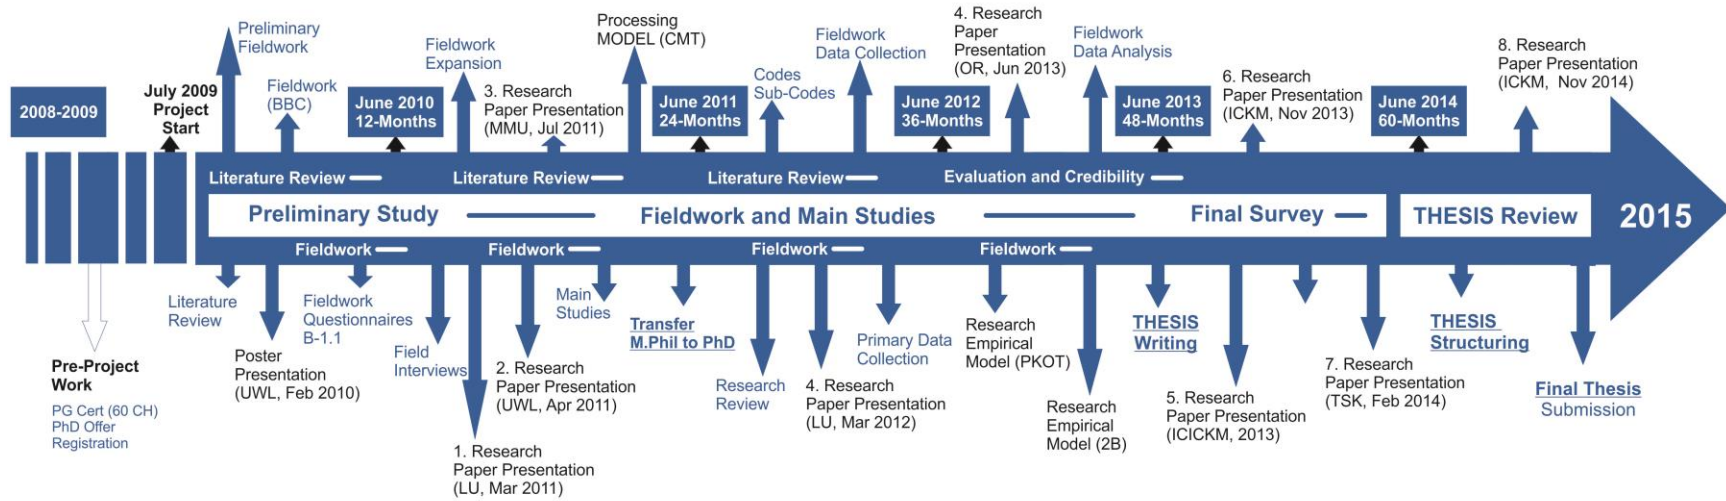 Preliminary
Fieldwork
Fieldwork
(BBC)
Fieldwork
Expansion
3. Research
Paper Presentation
(MMU, Jul 2011)
Processing
MODEL (CMT)
Codes
Sub-Codes
Fieldwork
Data Collection
4. Research
Paper
Presentation
(OR, Jun 2013)
Fieldwork
Data Analysis
6. Research
Paper Presentation
(ICKM, Nov 2013)
8. Research
Paper Presentation
(ICKM, Nov 2014)
2008-2009
July 2009
Project
Start
June 2010
12-Months
June 2011
24-Months
June 2012
36-Months
June 2013
48-Months
June 2014
60-Months
Literature Review
Literature Review
Literature Review
Evaluation and Credibility
Preliminary Study
Fieldwork and Main Studies
Final Survey
THESIS Review
2015
Fieldwork
Fieldwork
Fieldwork
Fieldwork
Pre-Project
Work
PG Cert (60 CH)
PhD Offer
Registration
Literature
Review
Poster
Presentation
(UWL, Feb 2010)
Fieldwork
Questionnaires
B-1.1
Field
Interviews
1. Research
Paper Presentation
(LU, Mar 2011)
2. Research
Paper Presentation
(UWL, Apr 2011)
Main
Studies
Transfer
M.Phil to PhD
Research
Review
4. Research
Paper Presentation
(LU, Mar 2012)
Primary Data
Collection
Research
Empirical
Model (PKOT)
Research
Empirical
Model (2B)
THESIS
Writing
5. Research
Paper Presentation
(ICICKM, 2013)
7. Research
Paper Presentation
(TSK, Feb 2014)
THESIS
Structuring
Final Thesis
Submission